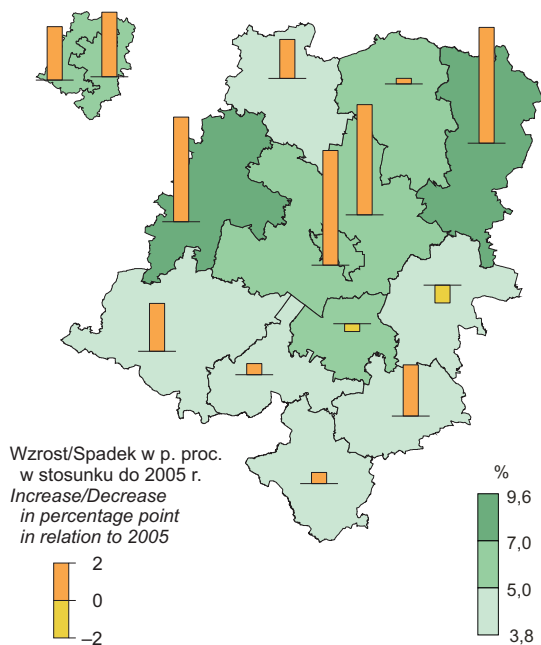 Wzrost/Spadek w p. proc.
w stosunku do 2005 r.
Increase/Decrease
in percentage point
in relation to 2005
2
0
–2
%
9,6
7,0
5,0
3,8